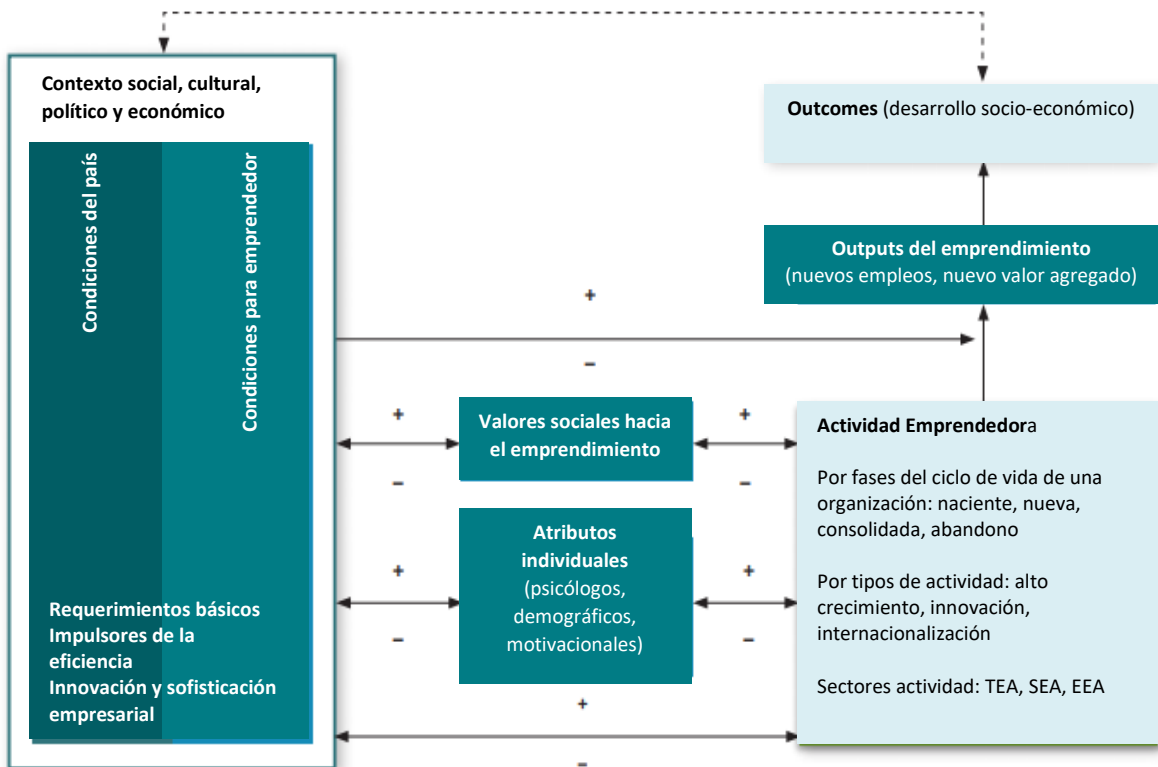 Contexto social, cultural,
político y económico
Condiciones del país
Condiciones para emprendedor
Requerimientos básicos
Impulsores de la
eficiencia
Innovación y sofisticación
empresarial
Outcomes (desarrollo socio-económico)
Outputs del emprendimiento
(nuevos empleos, nuevo valor agregado)
+
–
+
–
Valores sociales hacia
el emprendimiento
+
–
+
–
Atributos
individuales
(psicólogos,
demográficos,
motivacionales)
+
–
+
–
Actividad Emprendedora
Por fases del ciclo de vida de una
organización: naciente, nueva,
consolidada, abandono
Por tipos de actividad: alto
crecimiento, innovación,
internacionalización
Sectores actividad: TEA, SEA, EEA